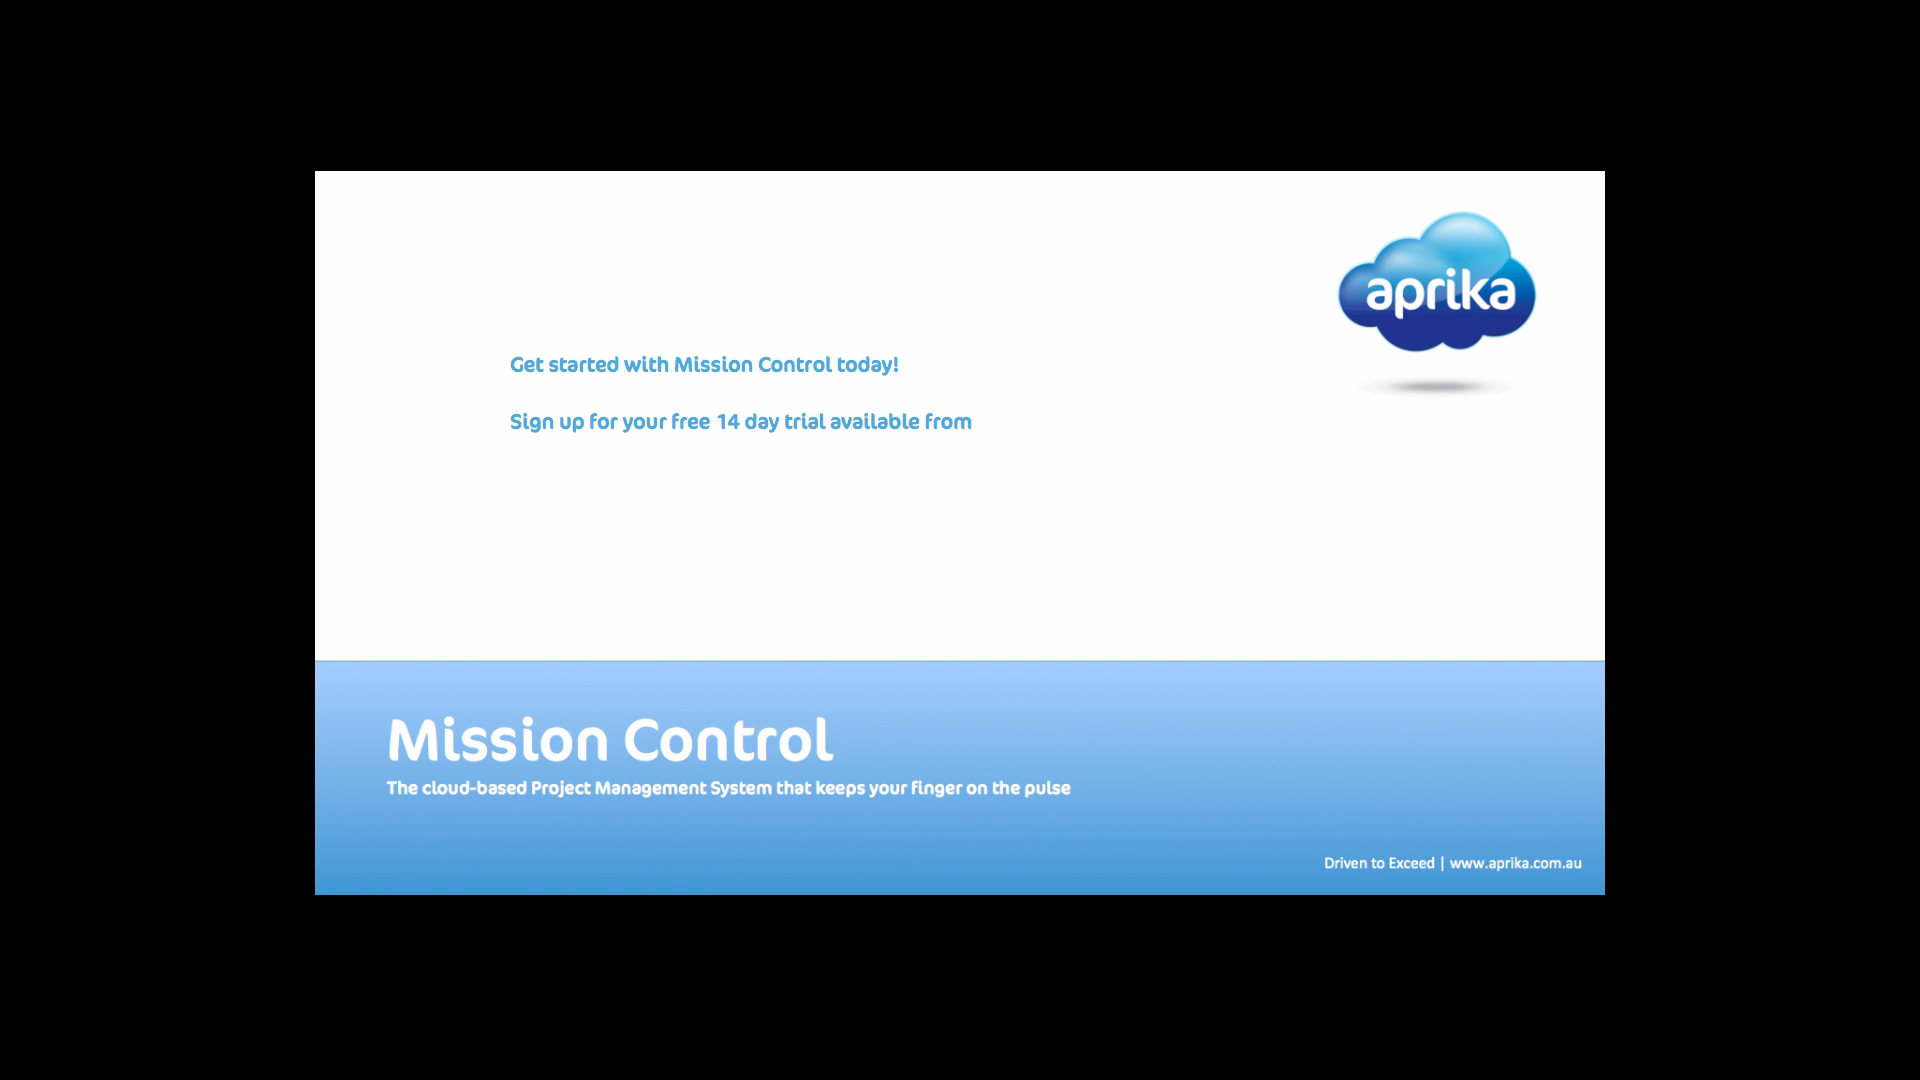 aprika
Get started with Mission Control today!
Sign up for your free 14 day trial available from
Mission Control
The cloud-based Project Management System that keeps your finger on the pulse
Driven to Exceed | www.aprika.com.au